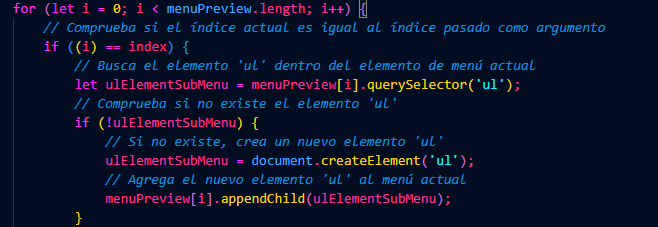 for (let i = 0; i < menuPreview.length; i++) {
// Comprueba si el índice actual es igual al índice pasado como argumento
if ((i) == index) {
// Busca el elemento 'ul' dentro del elemento de menú actual
let ulElementSubMenu = menuPreview[i].querySelector('ul');
// Comprueba si no existe el elemento 'ul'
if (!ulElementSubMenu) {
// Si no existe, crea un nuevo elemento 'ul'
ulElementSubMenu = document.createElement('ul');
// Agrega el nuevo elemento 'ul' al menú actual
menuPreview[i].appendChild(ulElementSubMenu);
}